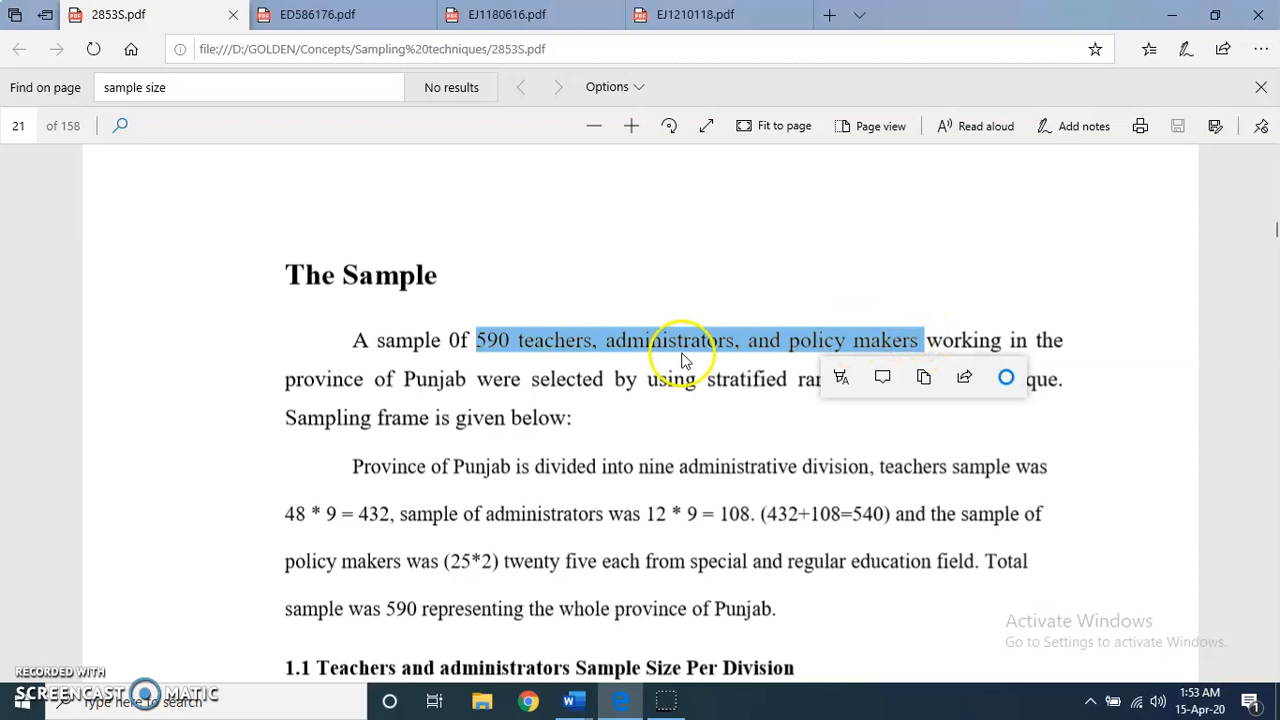 2853S.pdf
ED586176.pdf
EJ1180616.pdf
EJ1210118.pdf
file:///D:/GOLDEN/Concepts/Sampling%20techniques/2853S.pdf
Find on page
sample size
No results
Options
21 of 158
Fit to page
Page view
Read aloud
Add notes
The Sample
A sample 0f 590 teachers, administrators, and policy makers working in the
province of Punjab were selected by using stratified
Sampling frame is given below:
Province of Punjab is divided into nine administrative division, teachers sample was
48 * 9 = 432, sample of administrators was 12 * 9 = 108. (432+108=540) and the sample of
policy makers was (25*2) twenty five each from special and regular education field. Total
sample was 590 representing the whole province of Punjab.
1.1 Teachers and administrators Sample Size Per Division
Activate Windows
Go to Settings to activate Windows.
RECORDED WITH
SCREENCAST MATIC
Type here to search
1:53 AM
15-Apr-20
1